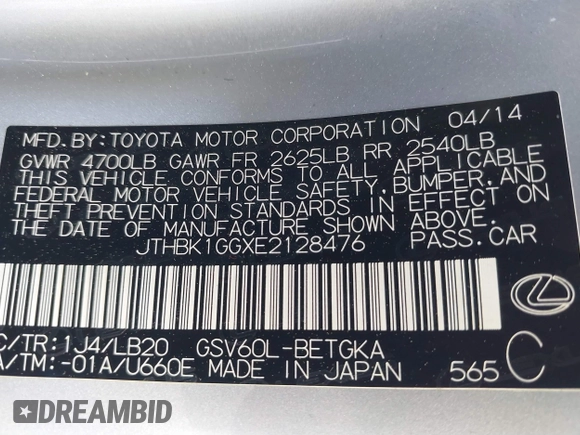 MFD. BY: TOYOTA MOTOR CORPORATION 04/14
GVWR 4700LB GAWR FR 2625LB RR 2540LB
THIS VEHICLE CONFORMS TO ALL APPLICABLE
FEDERAL MOTOR VEHICLE SAFETY, BUMPER, AND
THEFT PREVENTION STANDARDS IN EFFECT ON
THE DATE OF MANUFACTURE SHOWN ABOVE.
JTHBK1GGXE2128476 PASS. CAR
C/TR: 1J4/LB20 GSV60L-BETGKA
A/TM: -01A/U660E MADE IN JAPAN 565 C
DREAMBID